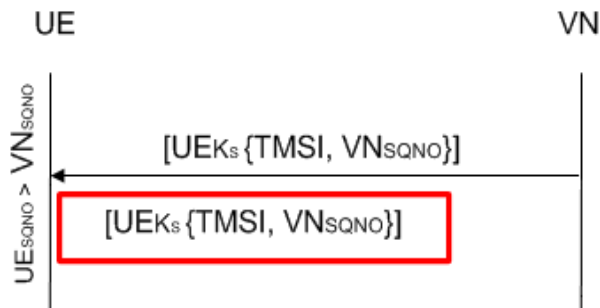 UE
VN
UESQNO > VNSQNO
[UEKs {TMSI, VNSQNO}]
[UEKs {TMSI, VNSQNO}]